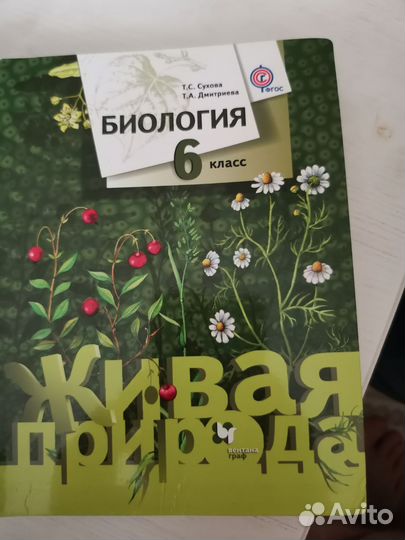 Т.С. Сухова
Т.А. Дмитриева
ФГОС
БИОЛОГИЯ
6 класс
живая
природа
вентана
граф
Avito